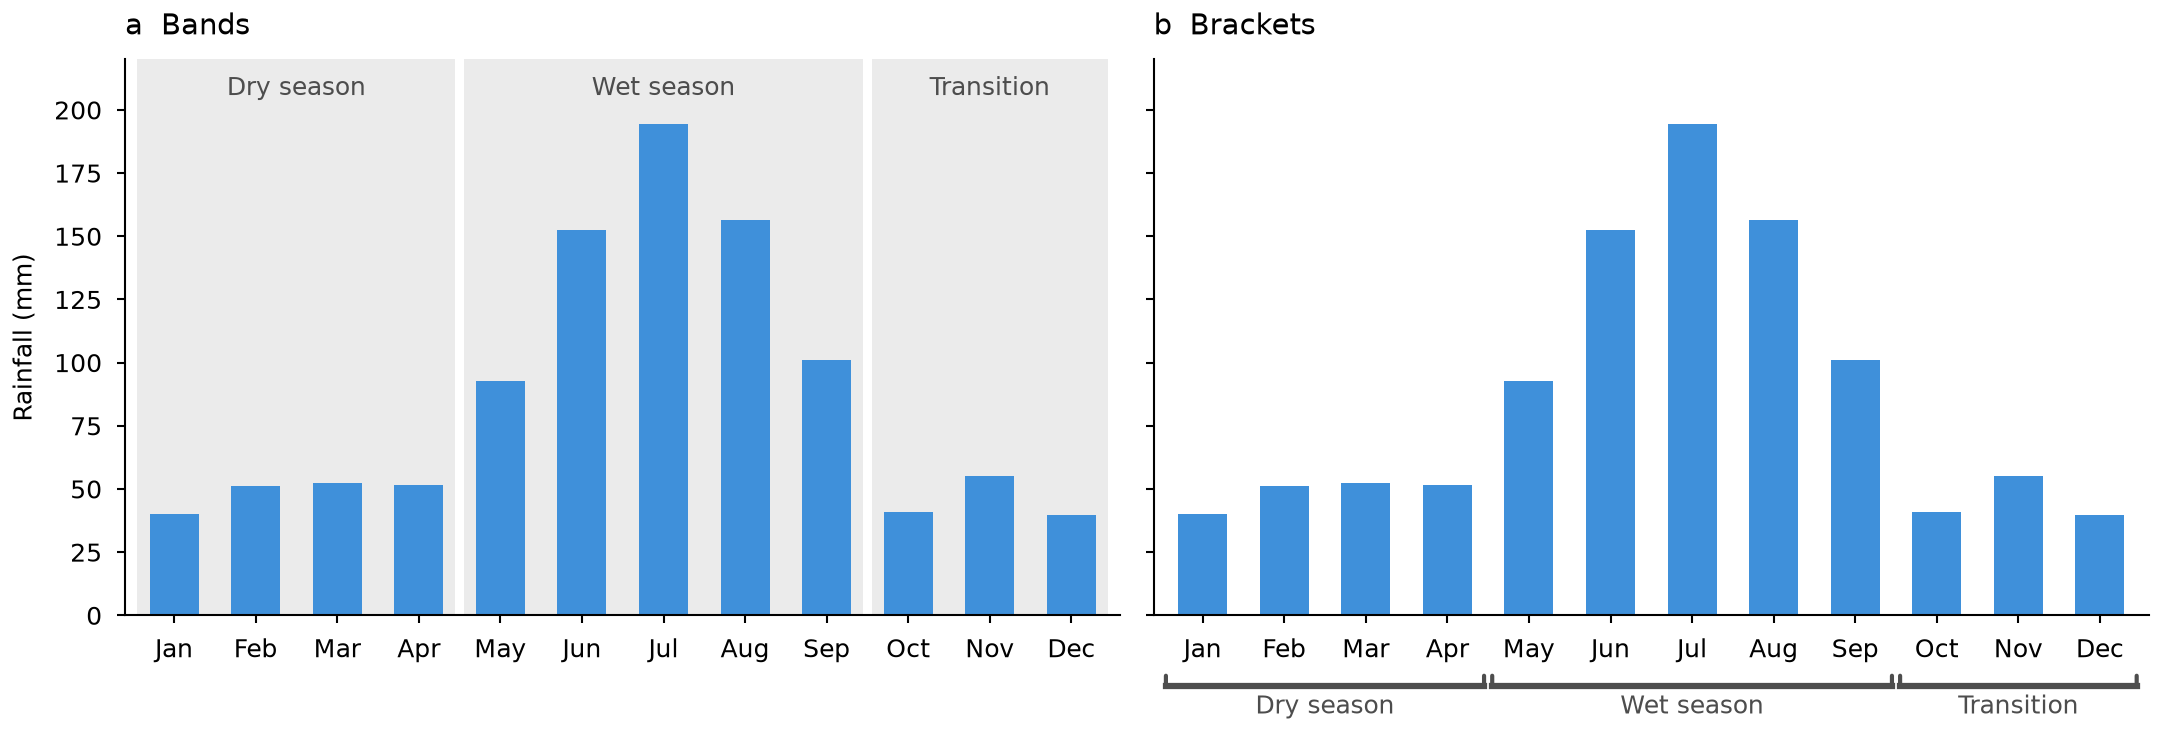 a Bands
Dry season
Wet season
Transition
Rainfall (mm)
200
175
150
125
100
75
50
25
0
Jan Feb Mar Apr May Jun Jul Aug Sep Oct Nov Dec
b Brackets
Jan Feb Mar Apr May Jun Jul Aug Sep Oct Nov Dec
Dry season
Wet season
Transition